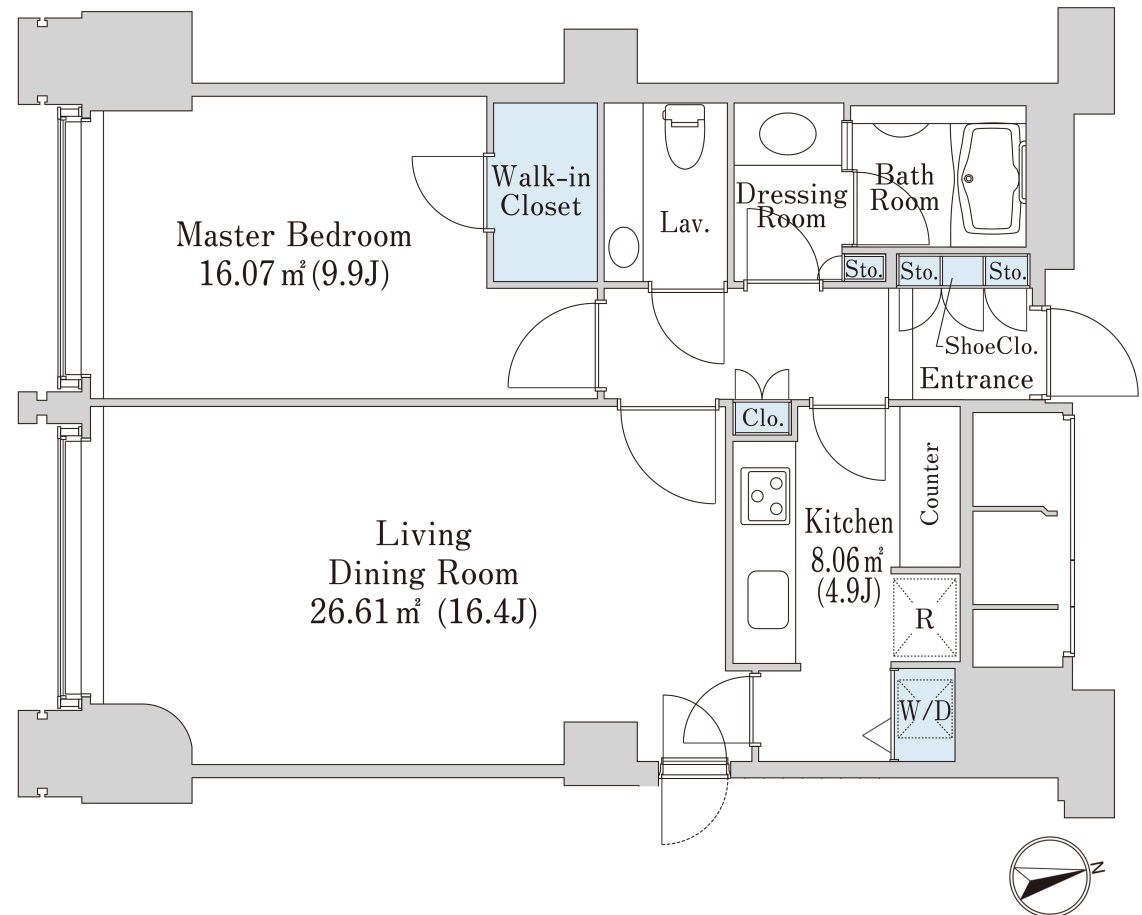 Walk-in
Closet
Master Bedroom
16.07㎡(9.9J)
Lav.
Dressing
Room
Bath
Room
Sto.
Sto.
Sto.
ShoeClo.
Entrance
Clo.
Living
Dining Room
26.61㎡ (16.4J)
Kitchen
8.06㎡
(4.9J)
Counter
R
W/D
N